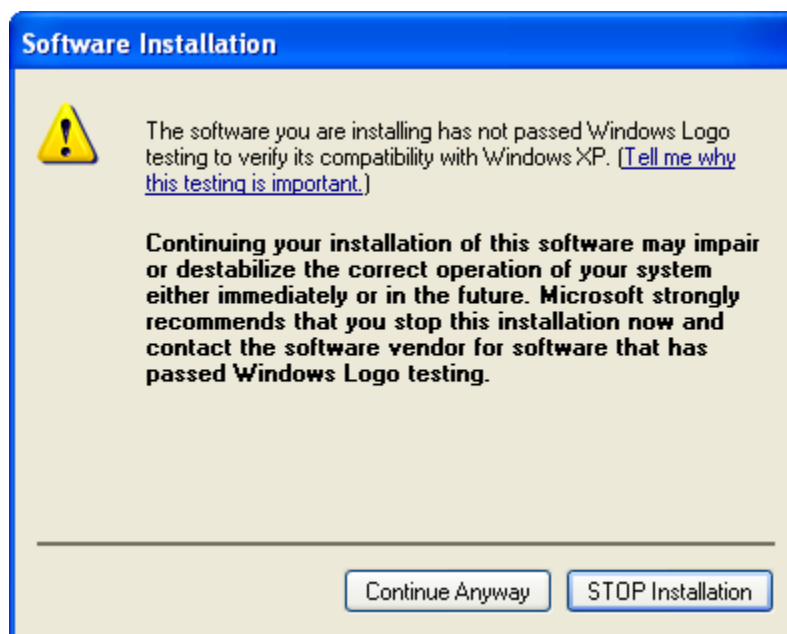 Software Installation
The software you are installing has not passed Windows Logo
testing to verify its compatibility with Windows XP. (Tell me why
this testing is important.)
Continuing your installation of this software may impair
or destabilize the correct operation of your system
either immediately or in the future. Microsoft strongly
recommends that you stop this installation now and
contact the software vendor for software that has
passed Windows Logo testing.
Continue Anyway
STOP Installation